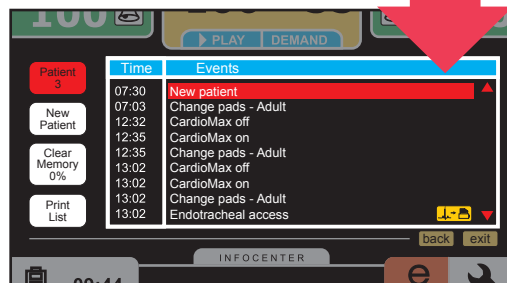 100
PLAY DEMAND
Patient
3
New
Patient
Clear
Memory
0%
Print
List
Time Events
07:30 New patient
07:03 Change pads - Adult
12:32 CardioMax off
12:35 CardioMax on
12:35 Change pads - Adult
13:02 CardioMax off
13:02 CardioMax on
13:02 Change pads - Adult
13:02 Endotracheal access
back exit
INFOCENTER
e